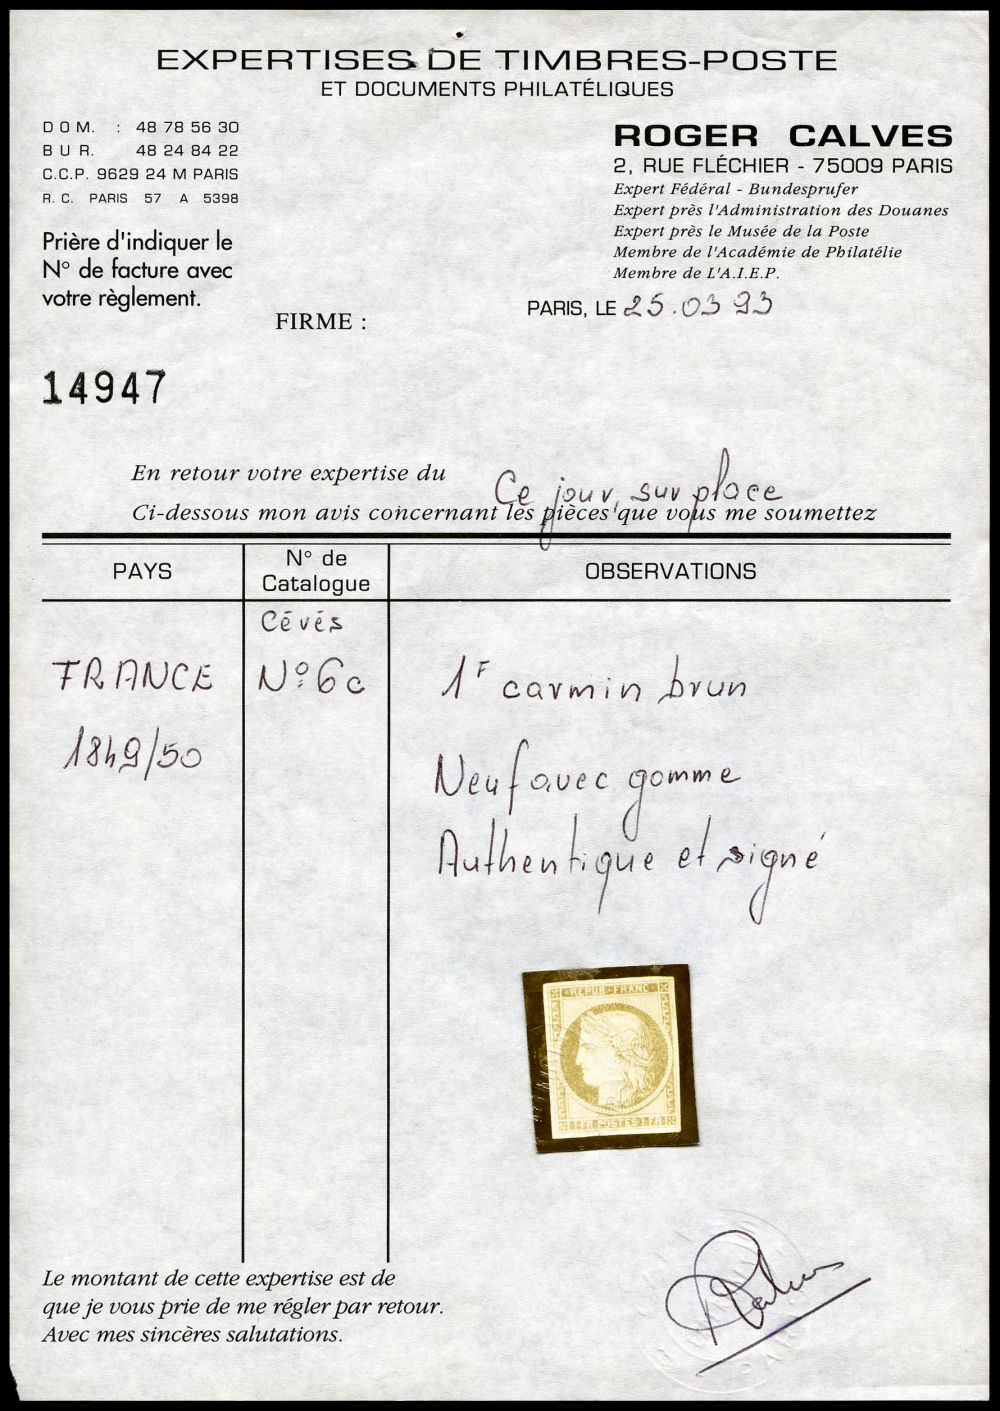 EXPERTISES DE TIMBRES-POSTE
ET DOCUMENTS PHILATÉLIQUES
DOM. : 48 78 56 30
BUR. 48 24 84 22
C.C.P. 9629 24 M PARIS
R. C. PARIS 57 A 5398
Prière d'indiquer le
N° de facture avec
votre règlement.
ROGER CALVES
2, RUE FLÉCHIER - 75009 PARIS
Expert Fédéral - Bundesprufer
Expert près l'Administration des Douanes
Expert près le Musée de la Poste
Membre de l'Académie de Philatélie
Membre de L'A.I.E.P.
PARIS, LE 25.03 93
FIRME :
14947
En retour votre expertise du Ce jour, sur place
Ci-dessous mon avis concernant les pièces que vous me soumettez
PAYS
N° de
Catalogue
OBSERVATIONS
Cévés
FRANCE N° 6c 1F carmin brun
1849/50
Neuf avec gomme
Authentique et signé
REPUB FRANC
1 FR POSTES 1 FR
Le montant de cette expertise est de
que je vous prie de me régler par retour.
Avec mes sincères salutations.